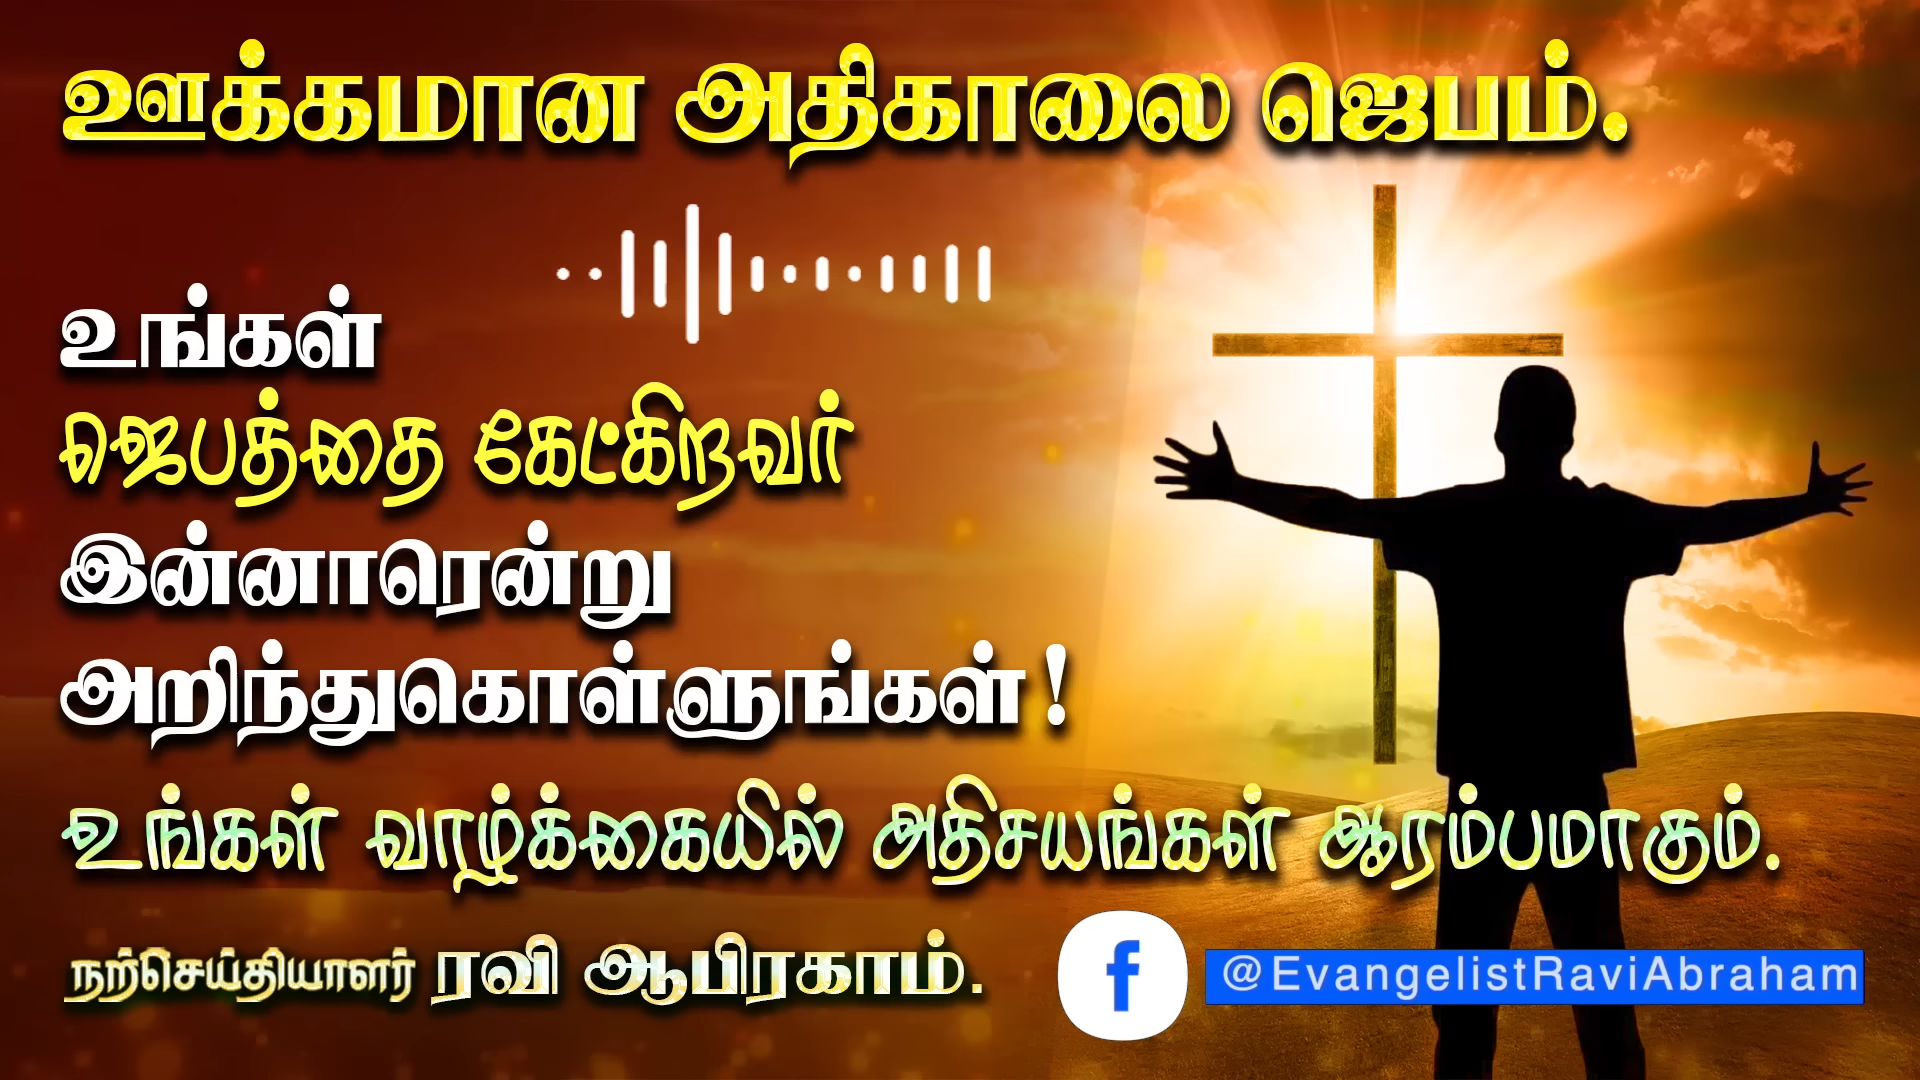 ஊக்கமான அதிகாலை ஜெபம்.
உங்கள்
ஜெபத்தை கேட்கிறவர்
இன்னாரென்று
அறிந்துகொள்ளுங்கள்!
உங்கள் வாழ்க்கையில் அதிசயங்கள் ஆரம்பமாகும்.
நற்செய்தியாளர் ரவி ஆபிரகாம்.
f @EvangelistRaviAbraham